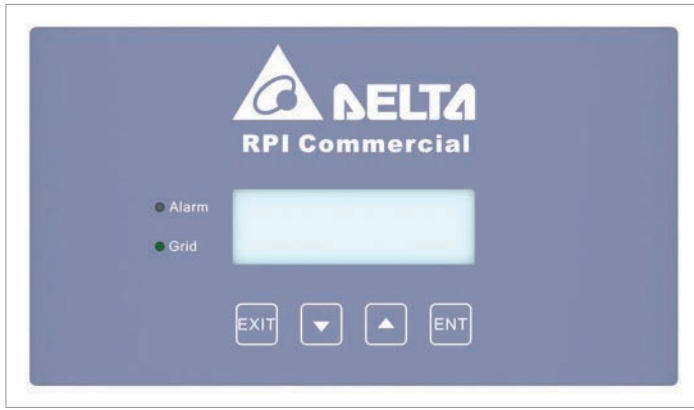 DELTA
RPI Commercial
Alarm
Grid
EXIT
ENT